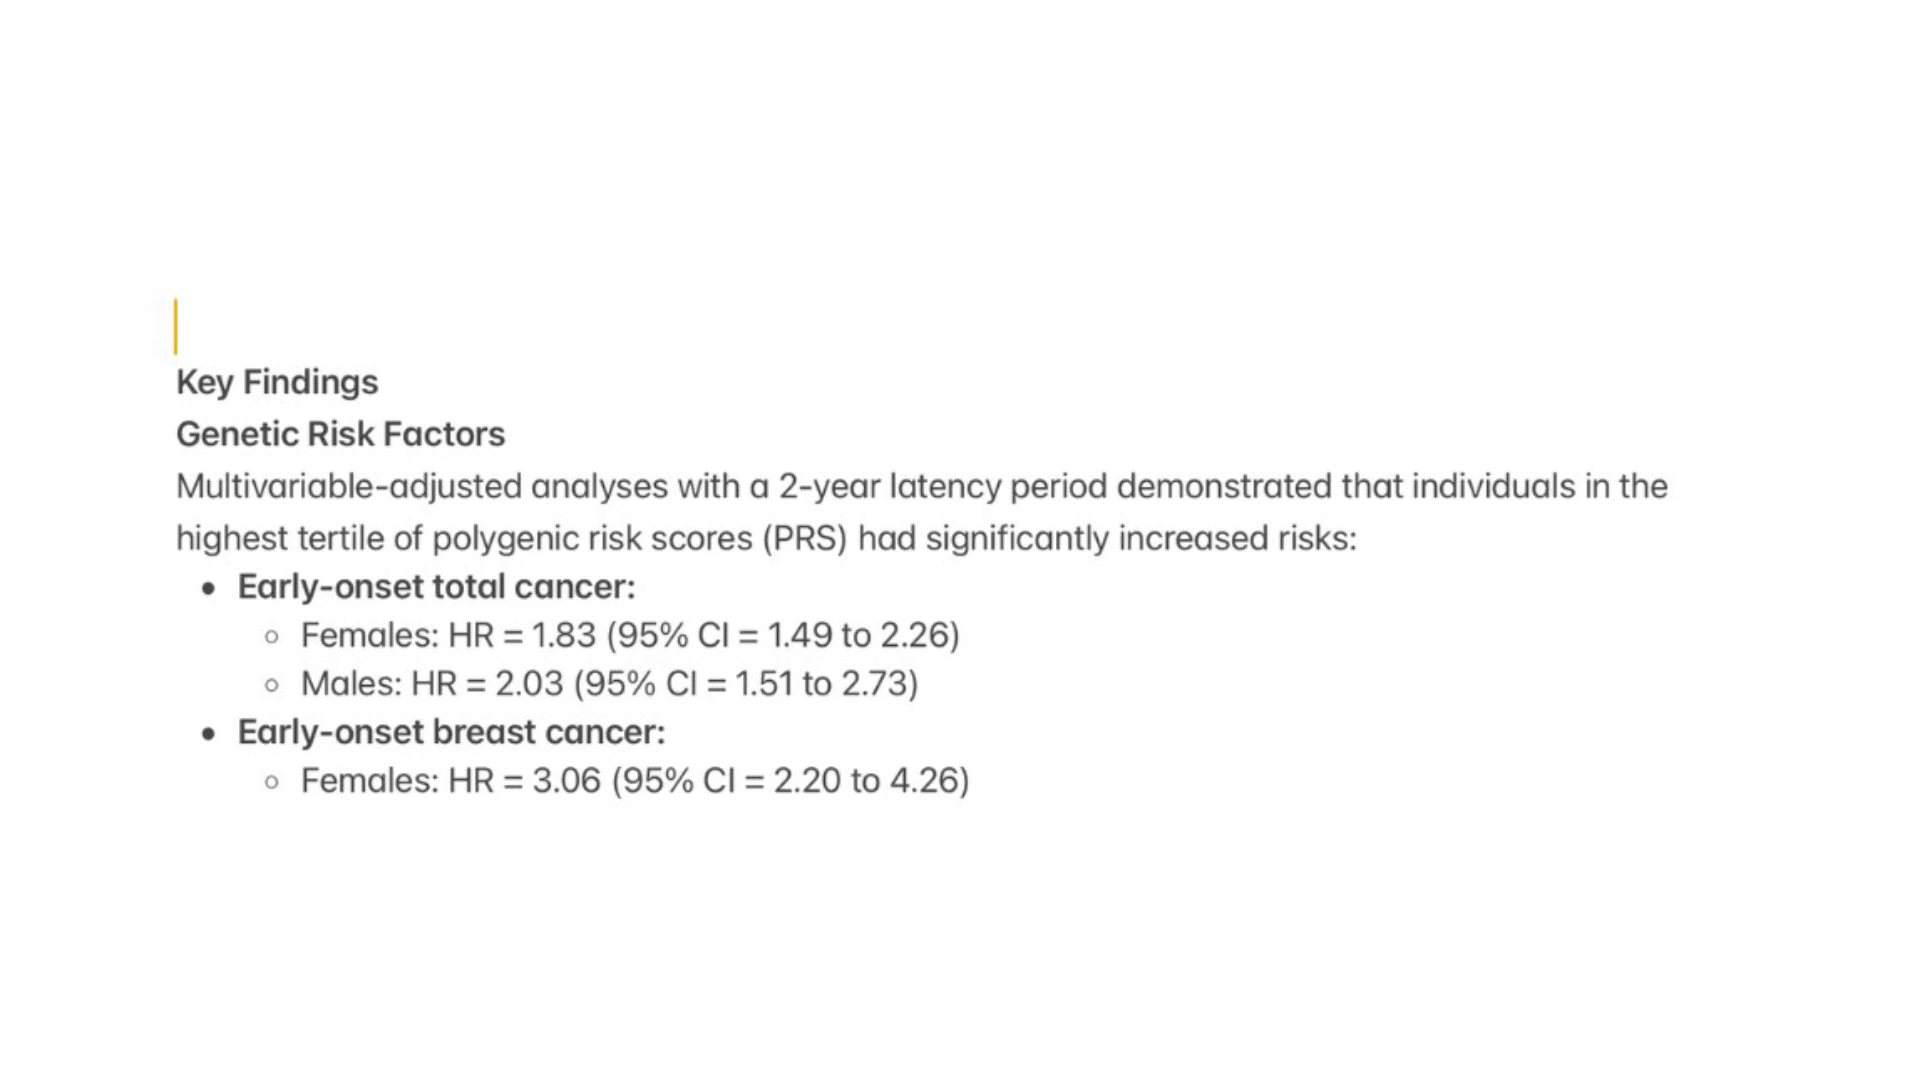 Key Findings
Genetic Risk Factors
Multivariable-adjusted analyses with a 2-year latency period demonstrated that individuals in the
highest tertile of polygenic risk scores (PRS) had significantly increased risks:
• Early-onset total cancer:
○ Females: HR = 1.83 (95% CI = 1.49 to 2.26)
○ Males: HR = 2.03 (95% CI = 1.51 to 2.73)
• Early-onset breast cancer:
○ Females: HR = 3.06 (95% CI = 2.20 to 4.26)